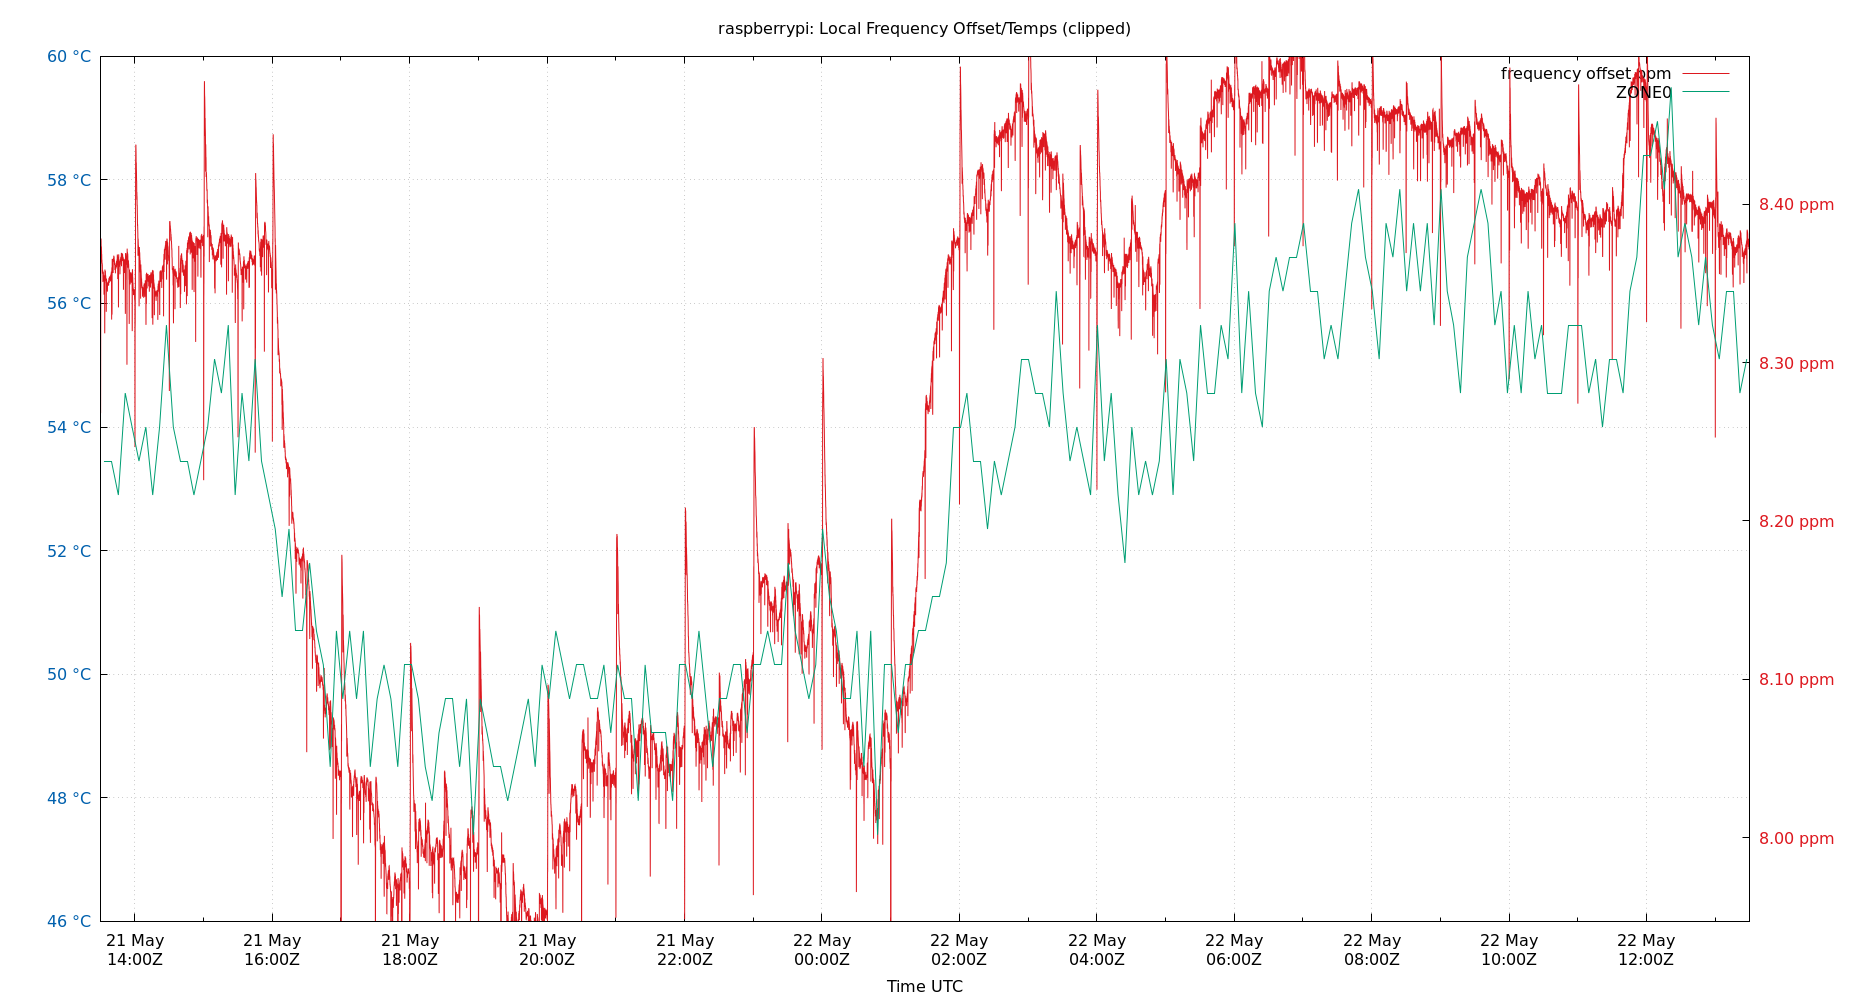 raspberrypi: Local Frequency Offset/Temps (clipped)
60 °C
58 °C
56 °C
54 °C
52 °C
50 °C
48 °C
46 °C
frequency offset ppm
ZONE0
8.40 ppm
8.30 ppm
8.20 ppm
8.10 ppm
8.00 ppm
21 May 21 May 21 May 21 May 21 May 22 May 22 May 22 May 22 May 22 May 22 May 22 May
14:00Z 16:00Z 18:00Z 20:00Z 22:00Z 00:00Z 02:00Z 04:00Z 06:00Z 08:00Z 10:00Z 12:00Z
Time UTC